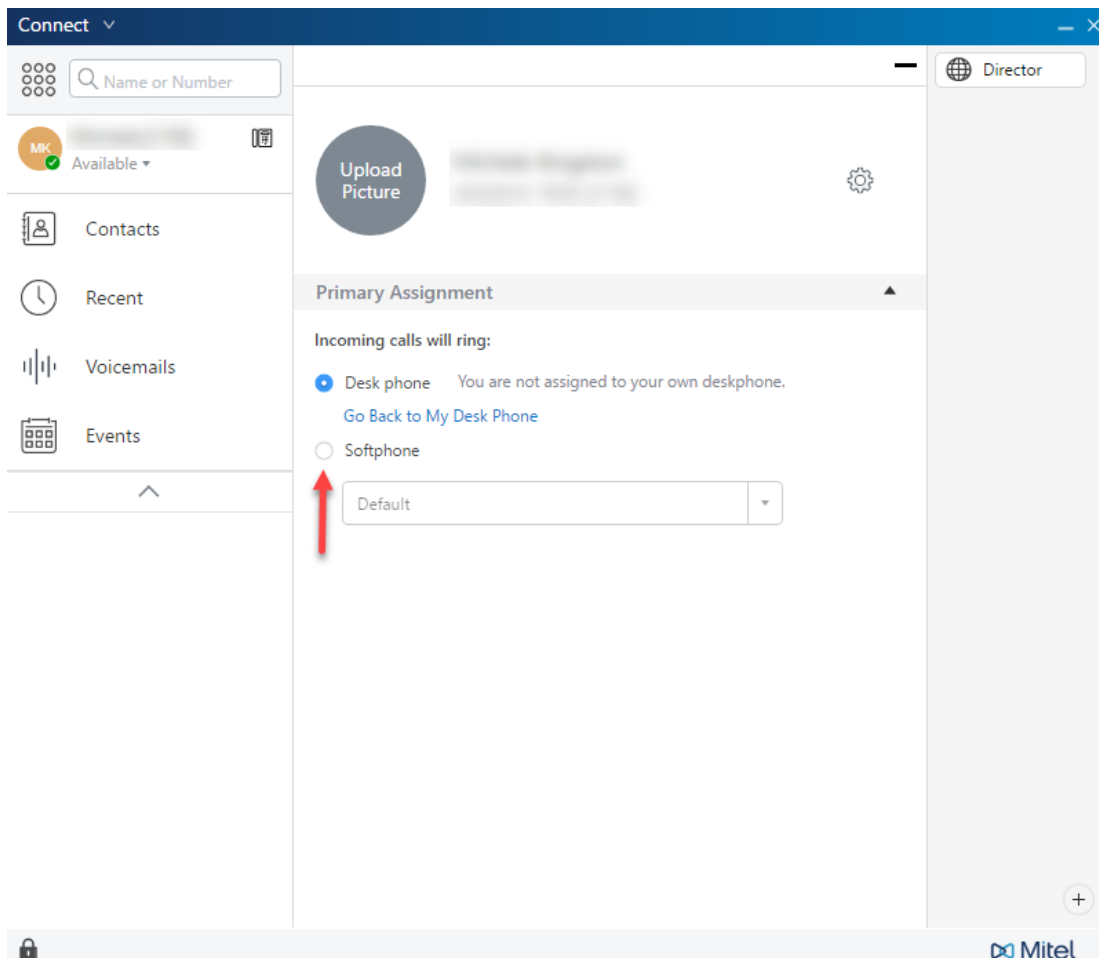 Connect
Name or Number
Director
MK
Available
Upload
Picture
Contacts
Recent
Voicemails
Events
Primary Assignment
Incoming calls will ring:
Desk phone You are not assigned to your own deskphone.
Go Back to My Desk Phone
Softphone
Default
Mitel